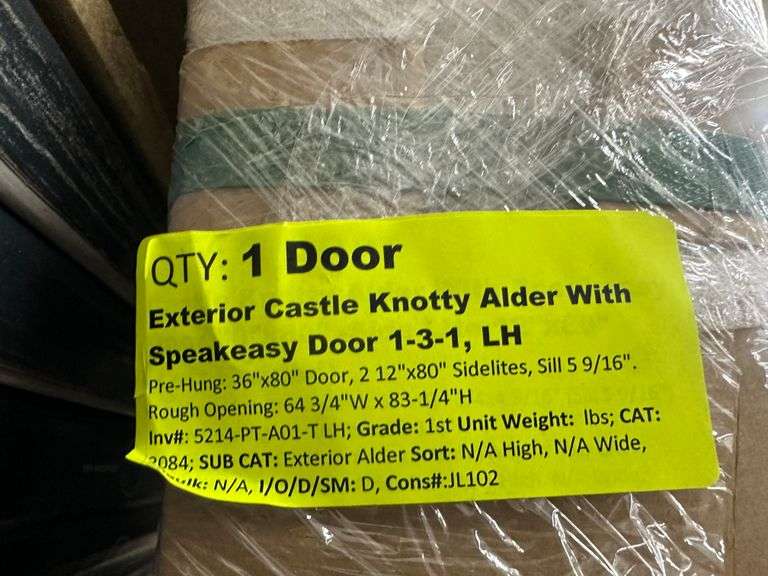 QTY: 1 Door
Exterior Castle Knotty Alder With
Speakeasy Door 1-3-1, LH
Pre-Hung: 36"x80" Door, 2 12"x80" Sidelites, Sill 5 9/16".
Rough Opening: 64 3/4"W x 83-1/4"H
Inv#: 5214-PT-A01-T LH; Grade: 1st Unit Weight: lbs; CAT:
2084; SUB CAT: Exterior Alder Sort: N/A High, N/A Wide,
N/A, I/O/D/SM: D, Cons#:JL102